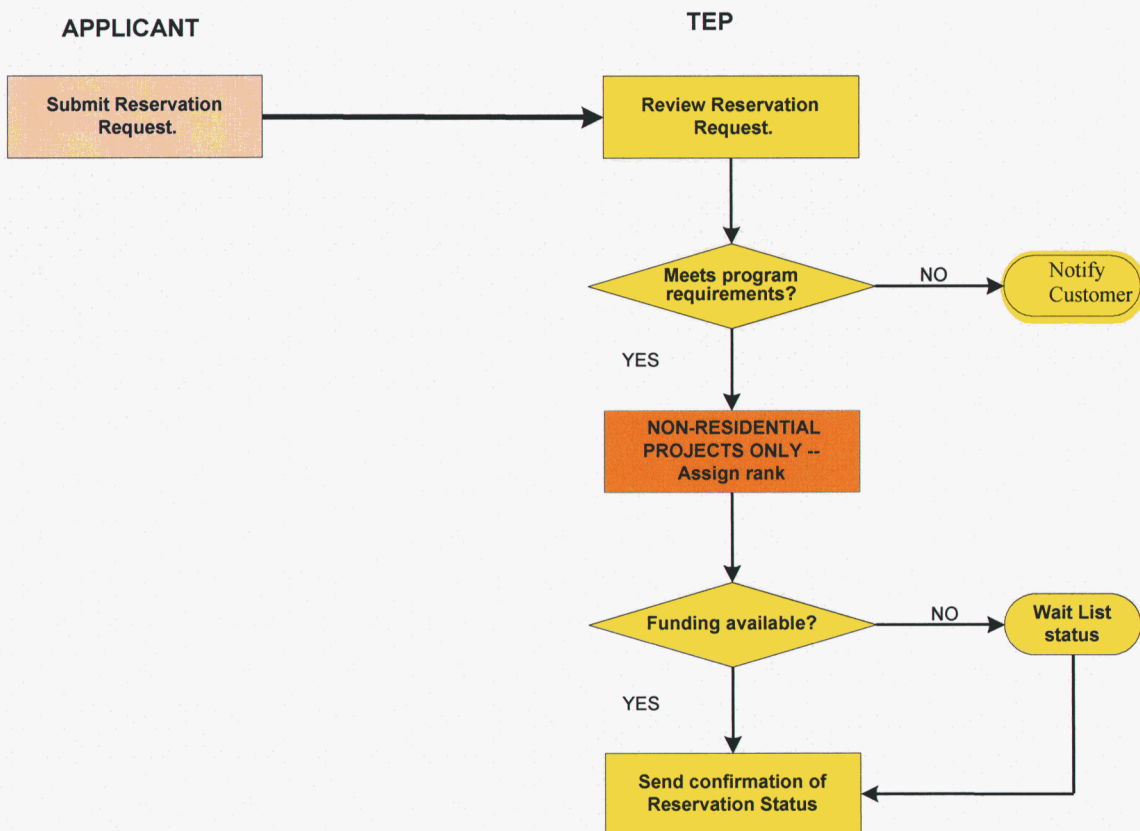 APPLICANT
TEP
Submit Reservation
Request.
Review Reservation
Request.
Meets program
requirements?
NO
Notify
Customer
YES
NON-RESIDENTIAL
PROJECTS ONLY --
Assign rank
Funding available?
NO
Wait List
status
YES
Send confirmation of
Reservation Status